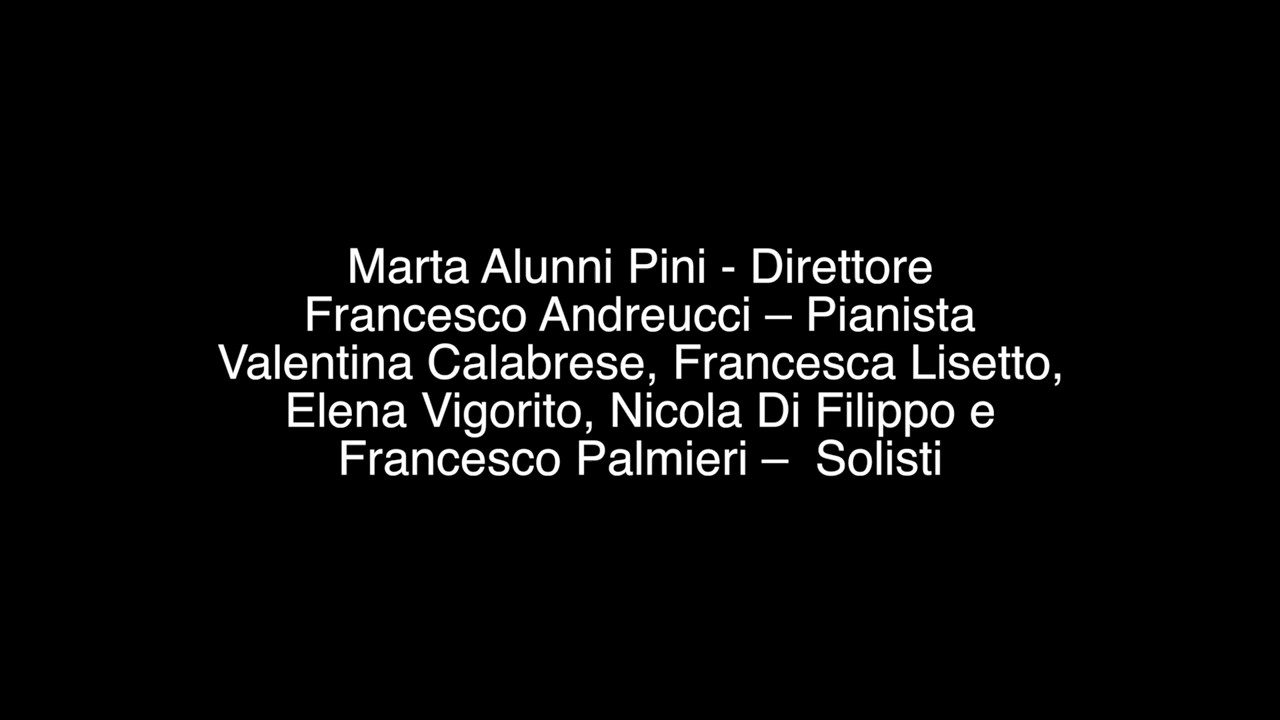 Marta Alunni Pini - Direttore
Francesco Andreucci – Pianista
Valentina Calabrese, Francesca Lisetto,
Elena Vigorito, Nicola Di Filippo e
Francesco Palmieri –  Solisti